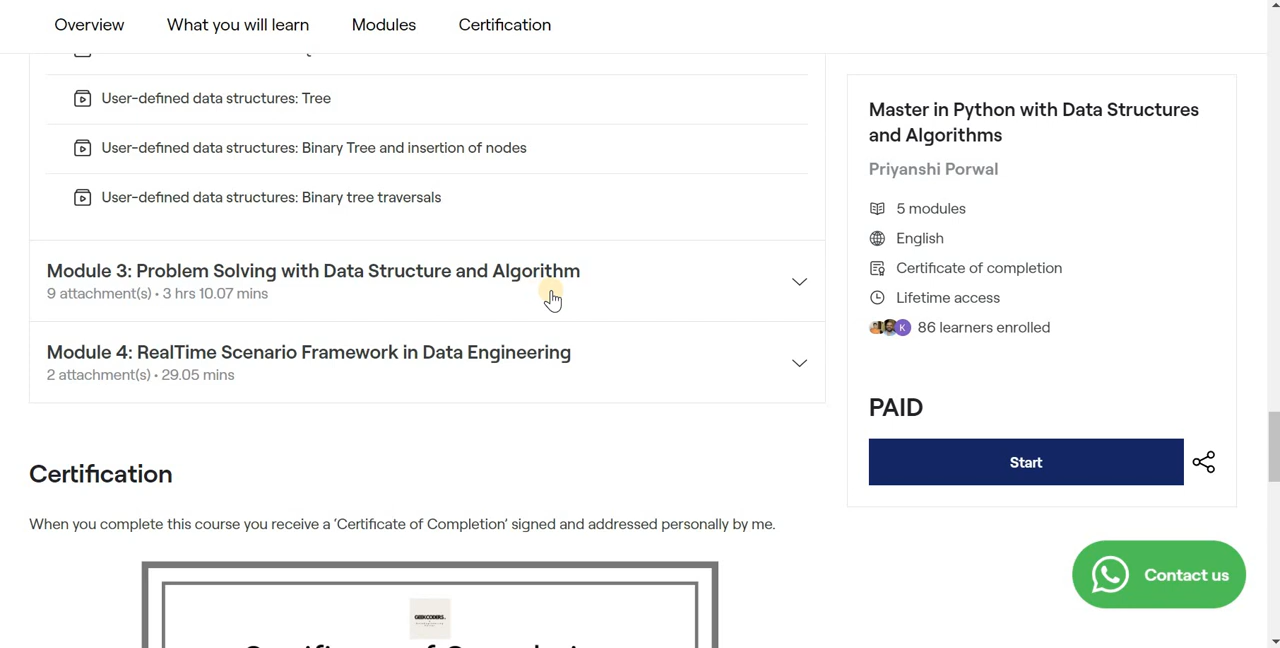 Overview
What you will learn
Modules
Certification
User-defined data structures: Tree
User-defined data structures: Binary Tree and insertion of nodes
User-defined data structures: Binary tree traversals
Module 3: Problem Solving with Data Structure and Algorithm
9 attachment(s) • 3 hrs 10.07 mins
Module 4: RealTime Scenario Framework in Data Engineering
2 attachment(s) • 29.05 mins
Certification
When you complete this course you receive a ‘Certificate of Completion’ signed and addressed personally by me.
GEEKCODERS.
Master in Python with Data Structures
and Algorithms
Priyanshi Porwal
5 modules
English
Certificate of completion
Lifetime access
K 86 learners enrolled
PAID
Start
Contact us